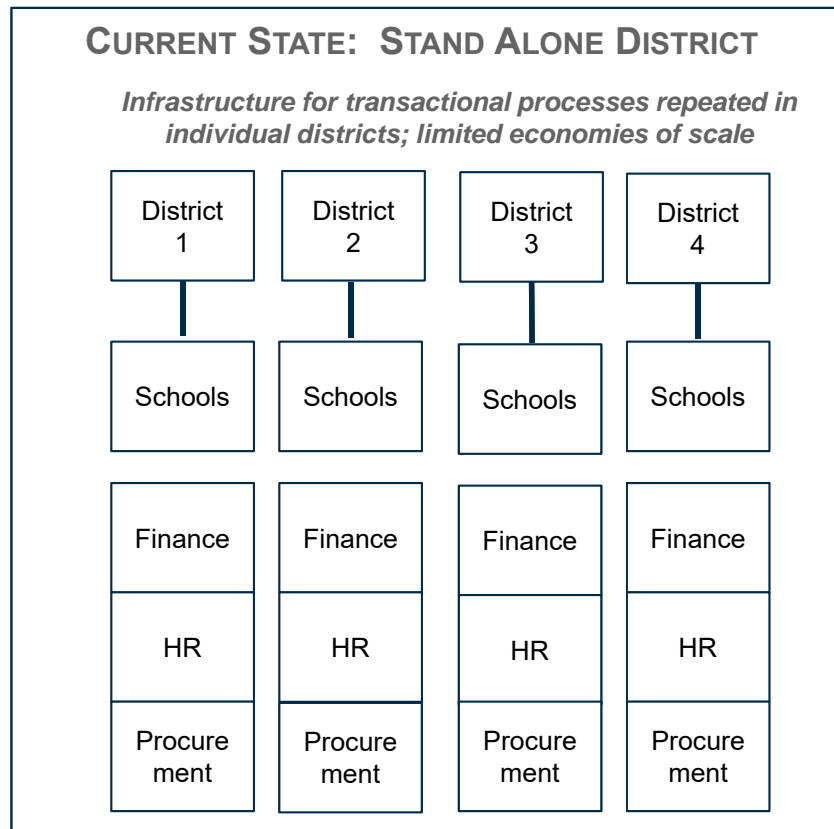 CURRENT STATE: STAND ALONE DISTRICT
Infrastructure for transactional processes repeated in
individual districts; limited economies of scale
District
1
District
2
District
3
District
4
Schools
Schools
Schools
Schools
Finance
Finance
Finance
Finance
HR
HR
HR
HR
Procure
ment
Procure
ment
Procure
ment
Procure
ment